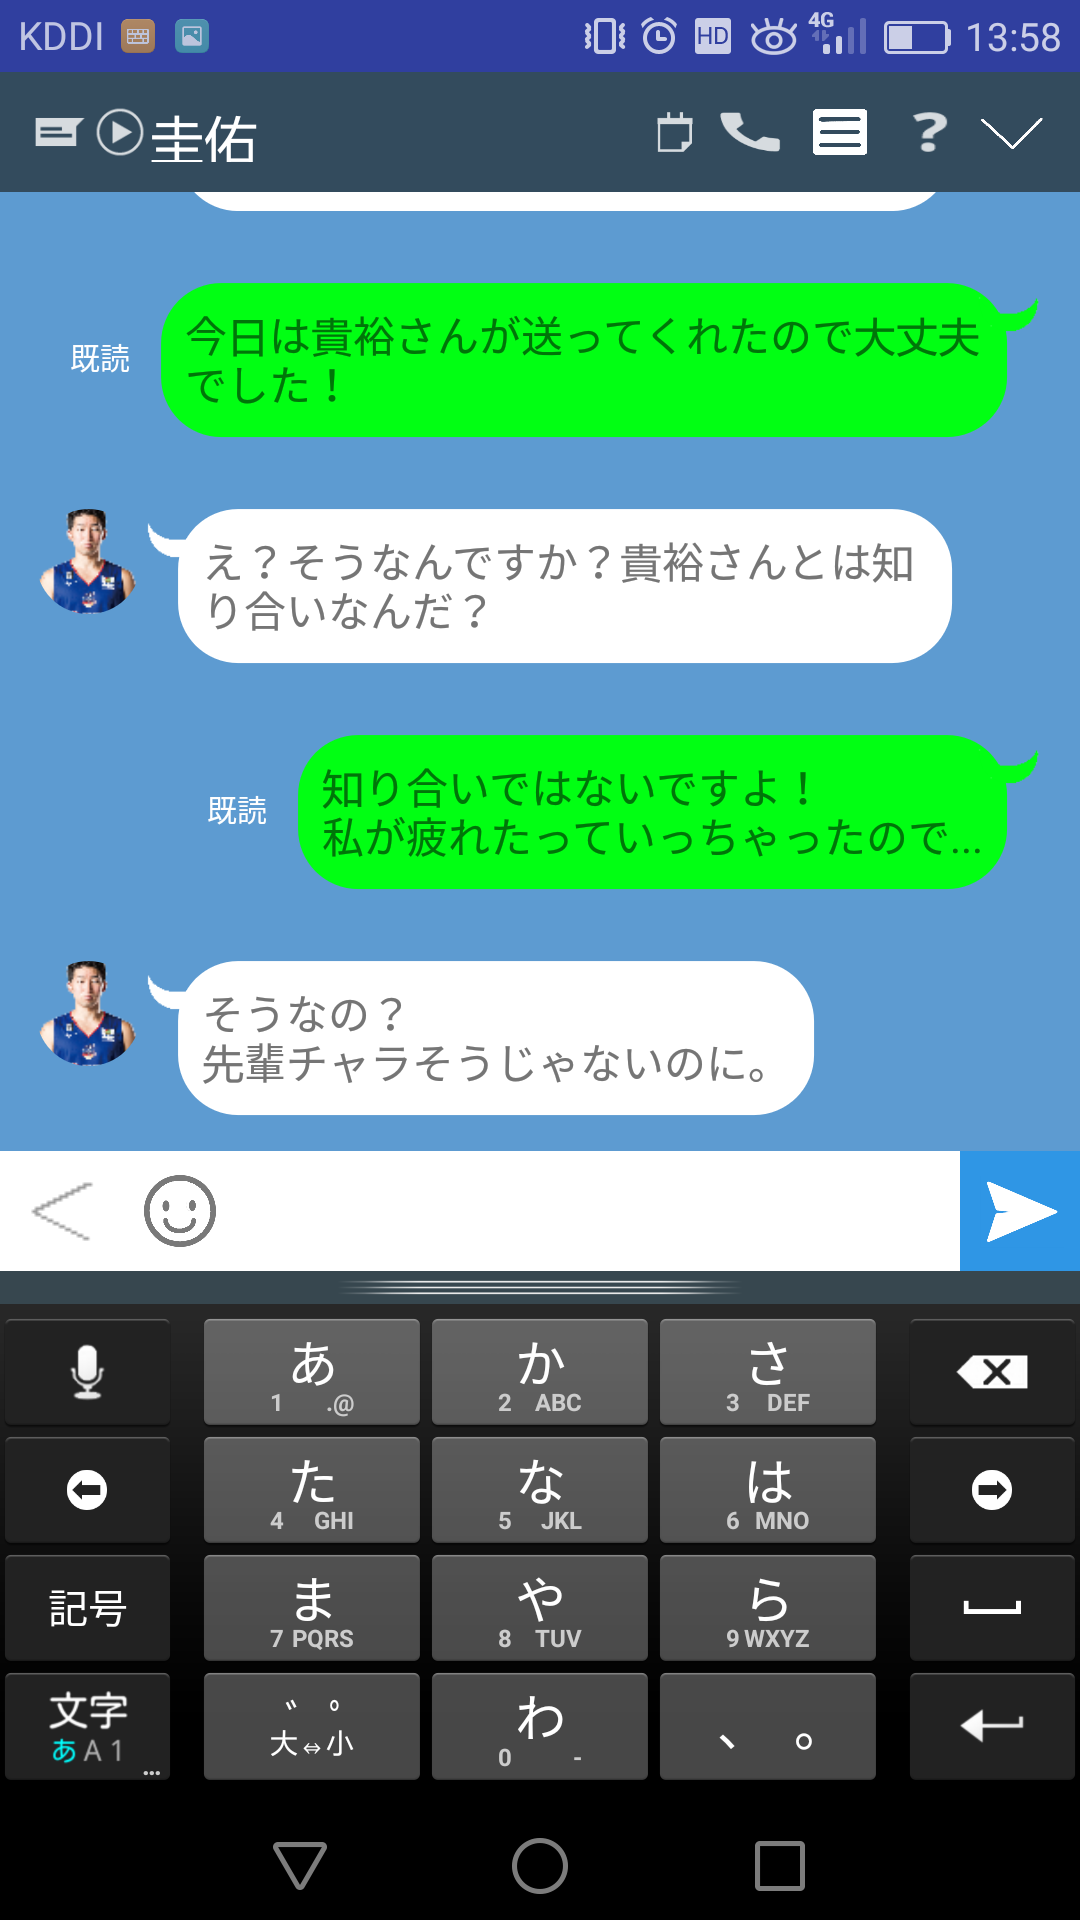 KDDI HD 4G 13:58
圭佑
今日は貴裕さんが送ってくれたので大丈夫
でした！
既読
え？そうなんですか？貴裕さんとは知
り合いなんだ？
知り合いではないですよ！
私が疲れたっていっちゃったので...
既読
そうなの？
先輩チャラそうじゃないのに。
あ か さ
1 .@ 2 ABC 3 DEF
た な は
4 GHI 5 JKL 6 MNO
記号 ま や ら
7 PQRS 8 TUV 9 WXYZ
文字 ゛ ゜ わ 、 。
あ A 1 大⇔小 0 -